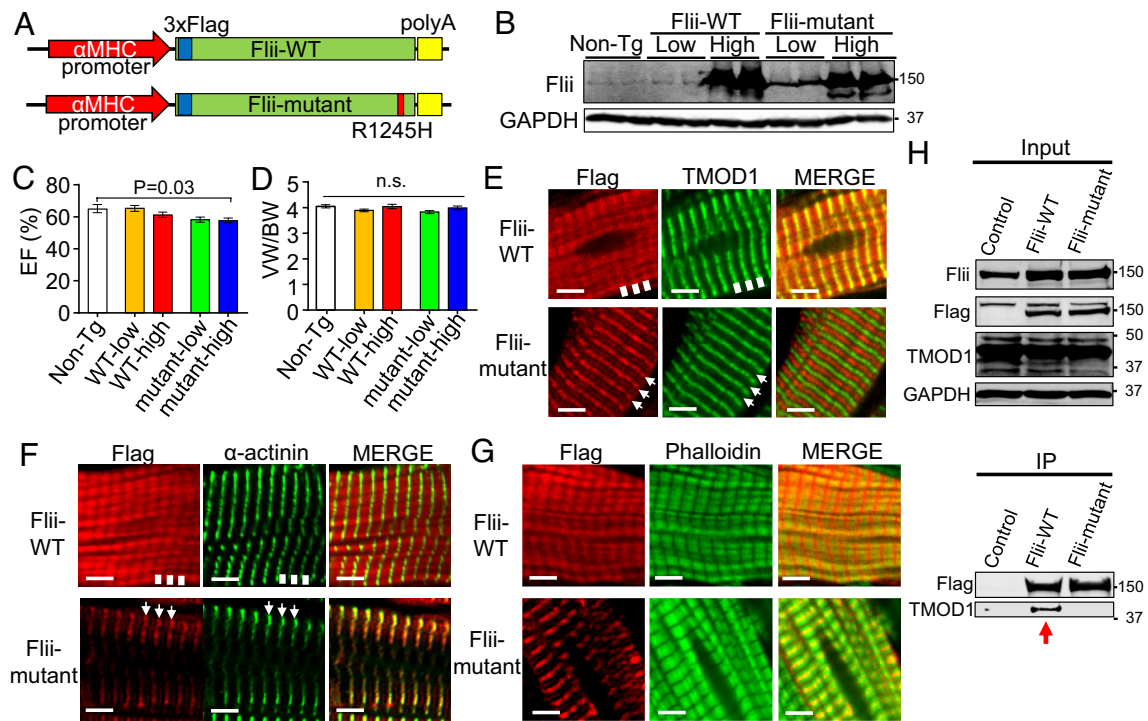 A
3xFlag
polyA
αMHC
Flii-WT
promoter
αMHC
Flii-mutant
promoter
R1245H
B
Flii-WT
Flii-mutant
Non-Tg
Low
High
Low
High
Flii
150
GAPDH
37
C
P=0.03
EF (%)
80
60
40
20
0
Non-Tg
WT-low
WT-high
mutant-low
mutant-high
D
n.s.
VW/BW
5
4
3
2
1
0
Non-Tg
WT-low
WT-high
mutant-low
mutant-high
E
Flag
TMOD1
MERGE
Flii-
WT
Flii-
mutant
F
Flag
α-actinin
MERGE
Flii-
WT
Flii-
mutant
G
Flag
Phalloidin
MERGE
Flii-
WT
Flii-
mutant
H
Input
Control
Flii-WT
Flii-mutant
Flii
150
Flag
150
50
TMOD1
37
GAPDH
37
IP
Control
Flii-WT
Flii-mutant
Flag
150
TMOD1
37